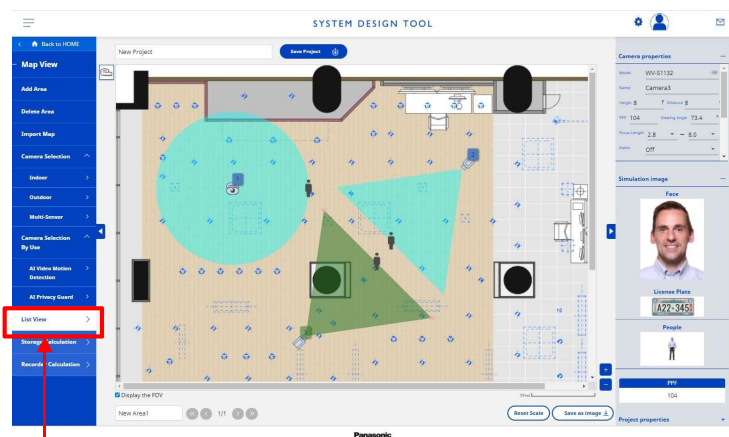 SYSTEM DESIGN TOOL
Back to HOME
Map View
Add Area
Delete Area
Import Map
Camera Selection
Indoor
Outdoor
Multi-Sensor
Camera Selection
By Use
AI Video Motion
Detection
AI Privacy Guard
List View
Storage Calculation
Recorder Calculation
New Project
Save Project
1
2
Display the FOV
New Area1
1/1
Reset Scale
Save as image
Panasonic
Camera properties
Model WV-S1132
Name Camera3
Height 8 Distance 8
PPF 104 Viewing Angle 73.4 °
Focus Length 2.8 – 8.0
Audio Off
Simulation image
Face
License Plate
A22-345
People
PPF
104
Project properties